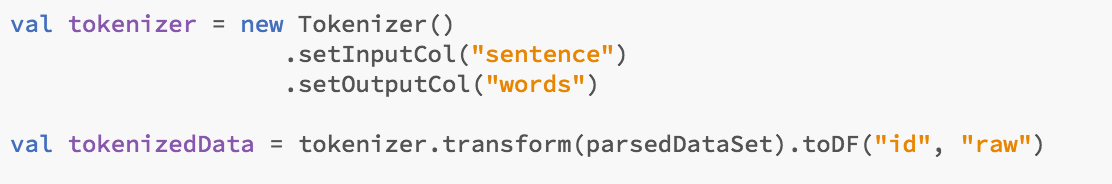 val tokenizer = new Tokenizer()
.setInputCol("sentence")
.setOutputCol("words")
val tokenizedData = tokenizer.transform(parsedDataSet).toDF("id", "raw")